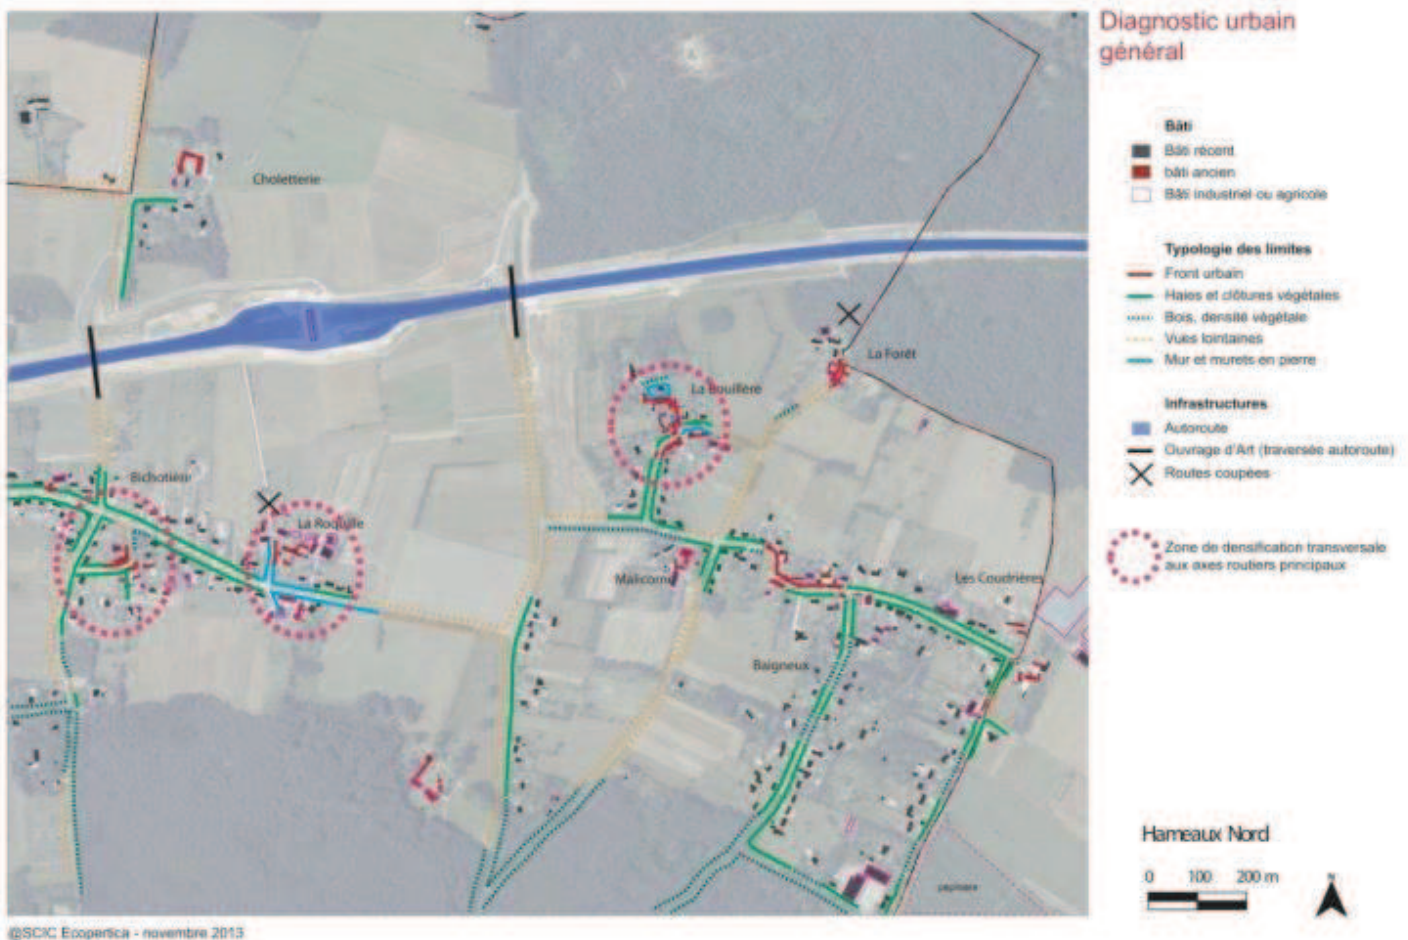 Diagnostic urbain
général
Bâti
Bâti récent
bâti ancien
Bâti industriel ou agricole
Typologie des limites
Front urbain
Haies et clôtures végétales
Bois, densité végétale
Vues lointaines
Mur et murets en pierre
Infrastructures
Autoroute
Ouvrage d'Art (traversée autoroute)
Routes coupées
Zone de densification transversale
aux axes routiers principaux
Choletterie
La Forêt
La Bouillère
Bichotière
La Roquille
Malicorne
Les Coudrières
Baigneux
pépinière
Hameaux Nord
0 100 200 m
N
@SCIC Ecopertica - novembre 2013